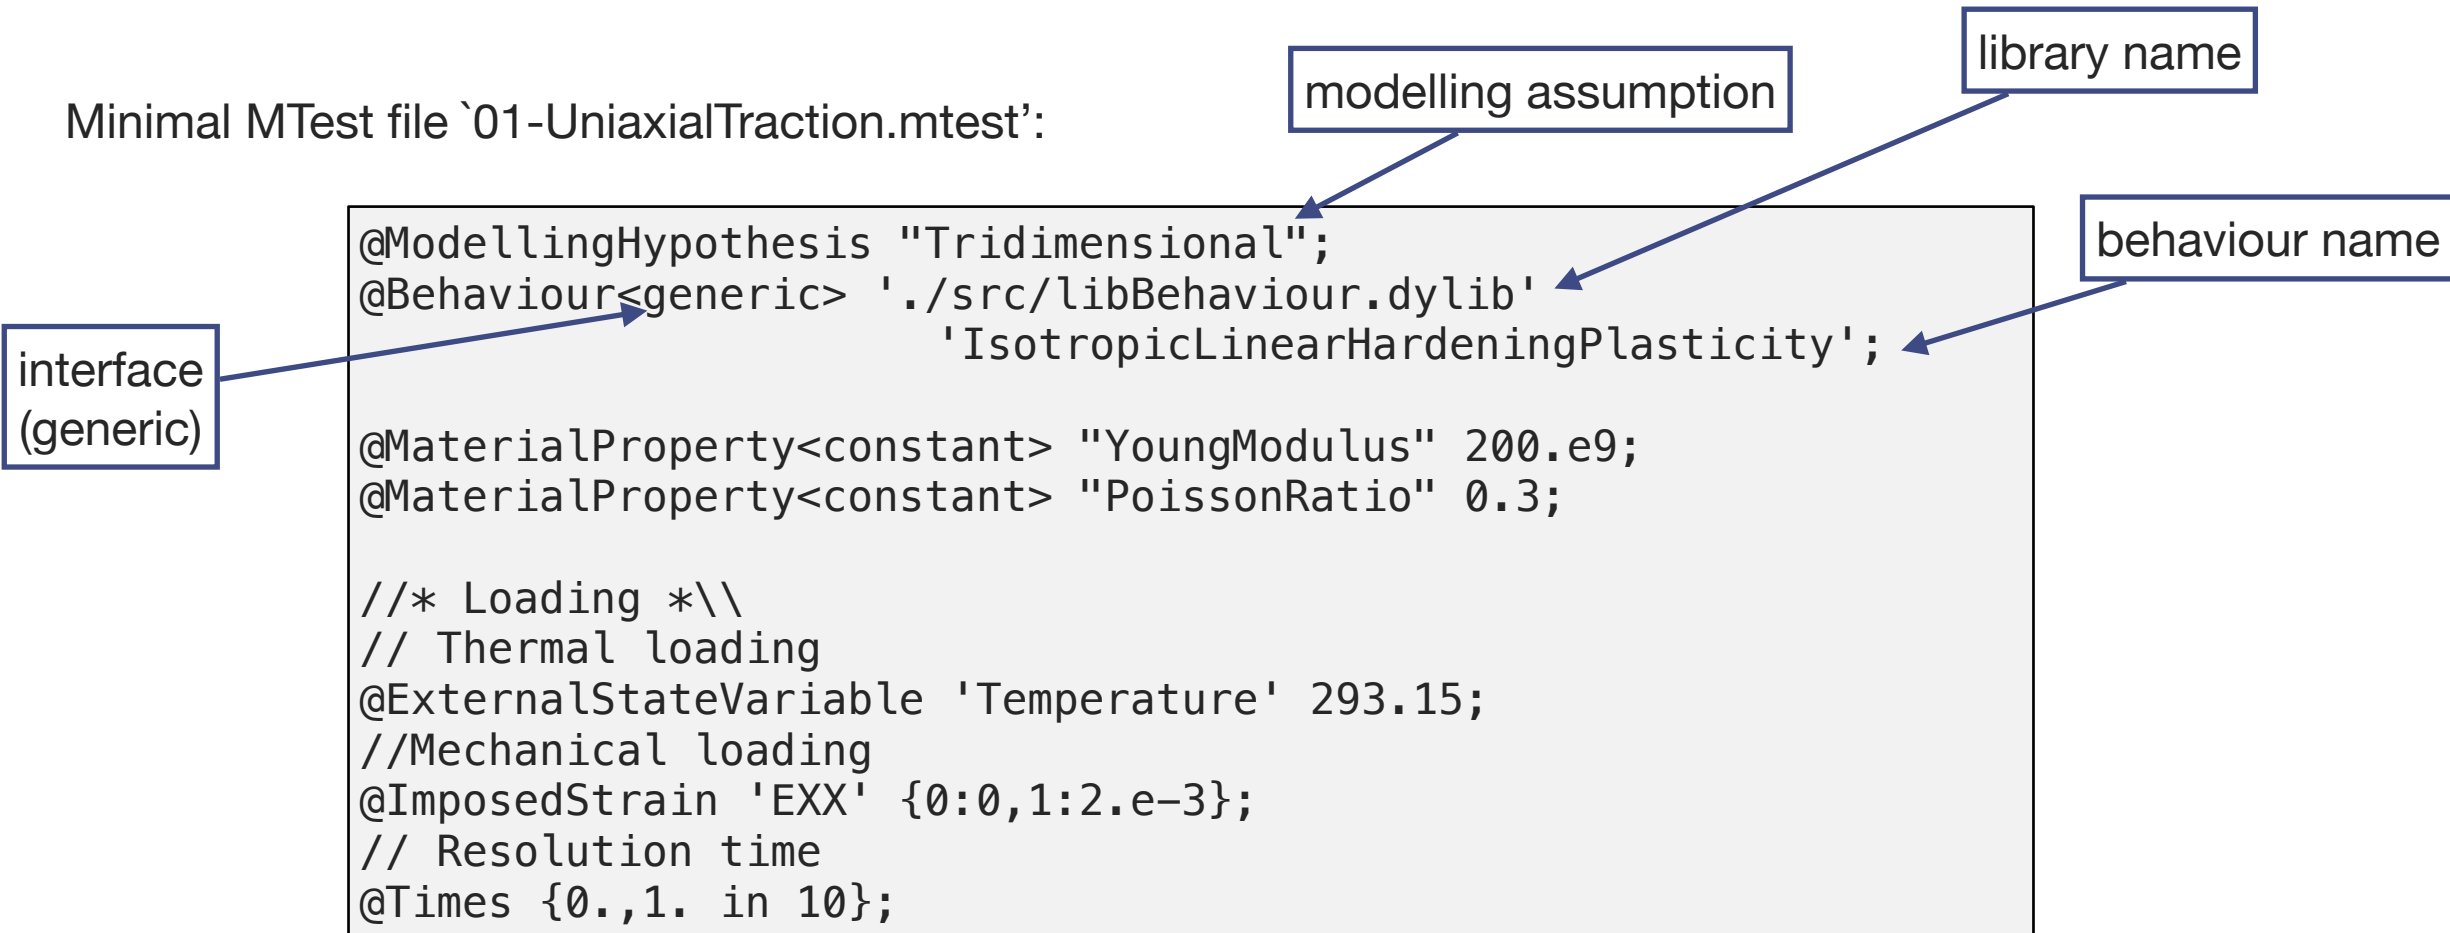 library name
modelling assumption
Minimal MTest file `01-UniaxialTraction.mtest’:
behaviour name
@ModellingHypothesis "Tridimensional";
@Behaviour<generic> './src/libBehaviour.dylib'
'IsotropicLinearHardeningPlasticity';
interface
(generic)
@MaterialProperty<constant> "YoungModulus" 200.e9;
@MaterialProperty<constant> "PoissonRatio" 0.3;
//* Loading *\\
// Thermal loading
@ExternalStateVariable 'Temperature' 293.15;
//Mechanical loading
@ImposedStrain 'EXX' {0:0,1:2.e–3};
// Resolution time
@Times {0.,1. in 10};